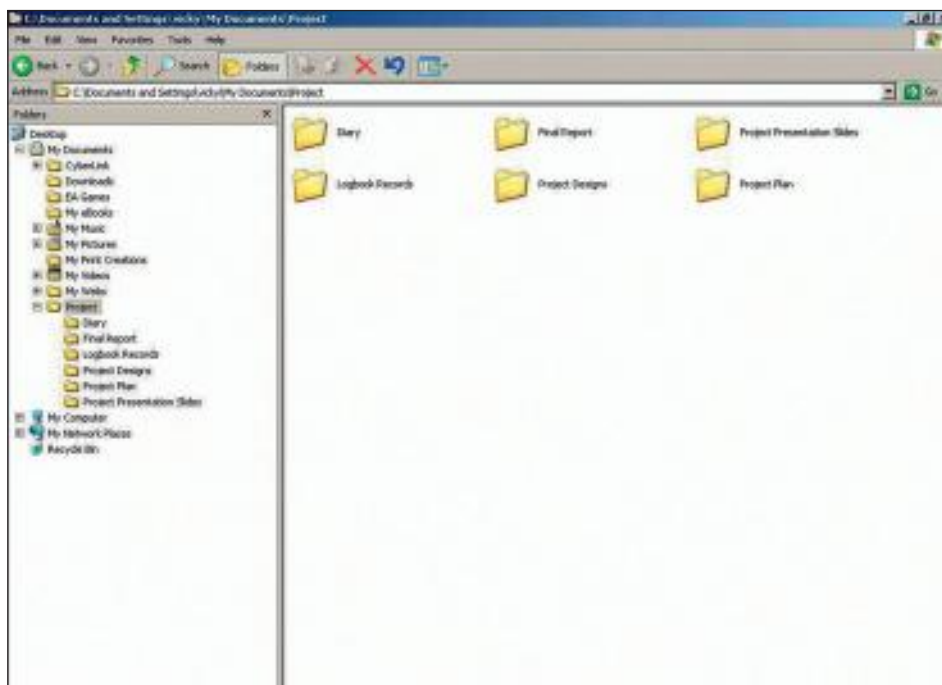 C:\Documents and Settings\vicky\My Documents\Project
File Edit View Favorites Tools Help
Back Search Folders
Address C:\Documents and Settings\vicky\My Documents\Project Go
Folders
Desktop
My Documents
CyberLink
Downloads
EA Games
My eBooks
My Music
My Pictures
My Print Creations
My Videos
My Webs
Project
Diary
Final Report
Logbook Records
Project Designs
Project Plan
Project Presentation Slides
My Computer
My Network Places
Recycle Bin
Diary Final Report Project Presentation Slides
Logbook Records Project Designs Project Plan